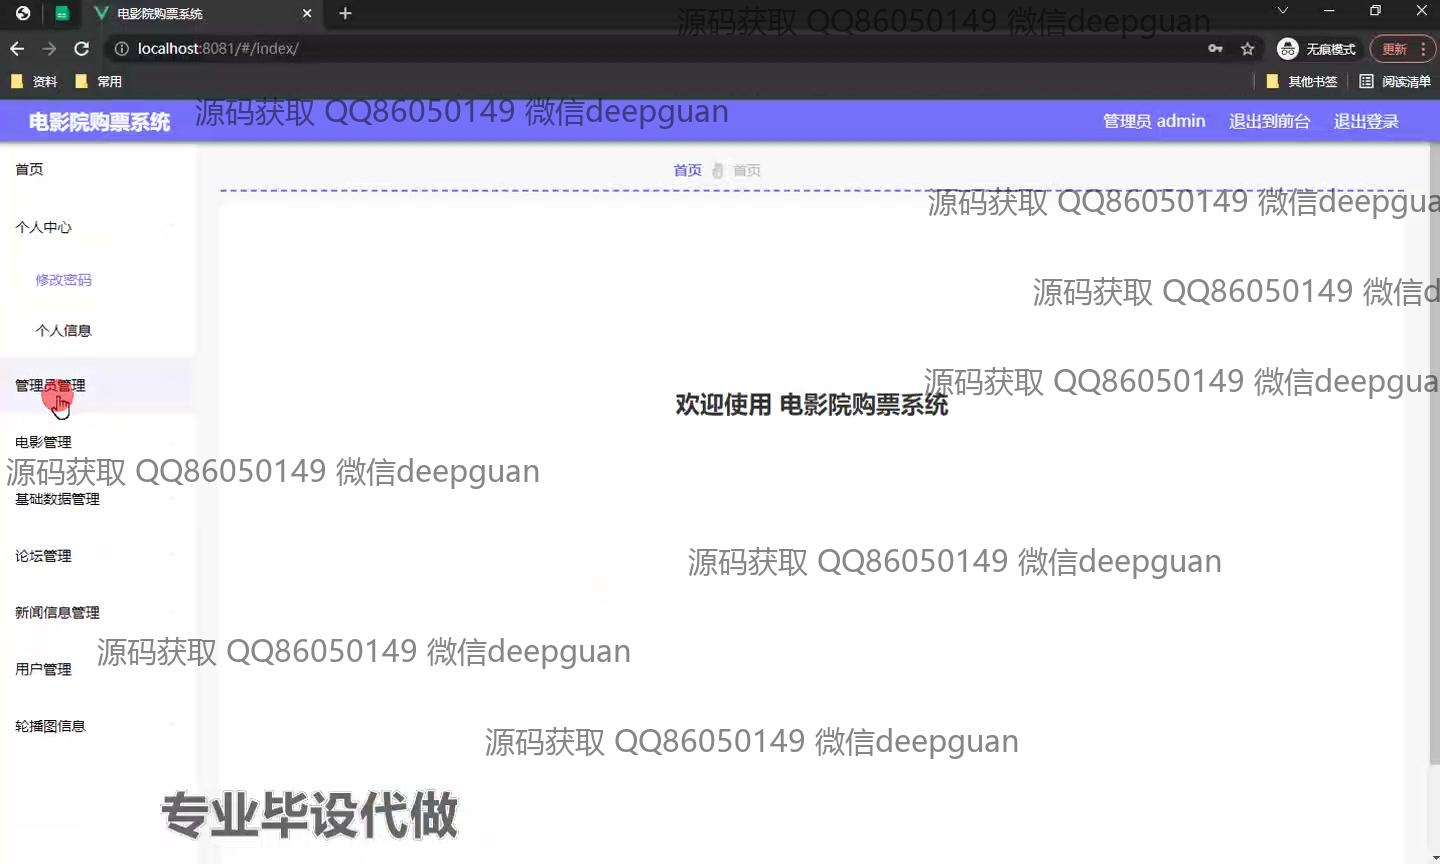 电影院购票系统
源码获取 QQ86050149 微信deepguan
localhost:8081/#/Index/
无痕模式
更新
资料
常用
其他书签
阅读清单
电影院购票系统
源码获取 QQ86050149 微信deepguan
管理员 admin
退出到前台
退出登录
首页
首页
首页
源码获取 QQ86050149 微信deepgua
个人中心
修改密码
源码获取 QQ86050149 微信d
个人信息
管理员管理
源码获取 QQ86050149 微信deepgua
欢迎使用 电影院购票系统
电影管理
源码获取 QQ86050149 微信deepguan
基础数据管理
论坛管理
源码获取 QQ86050149 微信deepguan
新闻信息管理
源码获取 QQ86050149 微信deepguan
用户管理
轮播图信息
源码获取 QQ86050149 微信deepguan
专业毕设代做